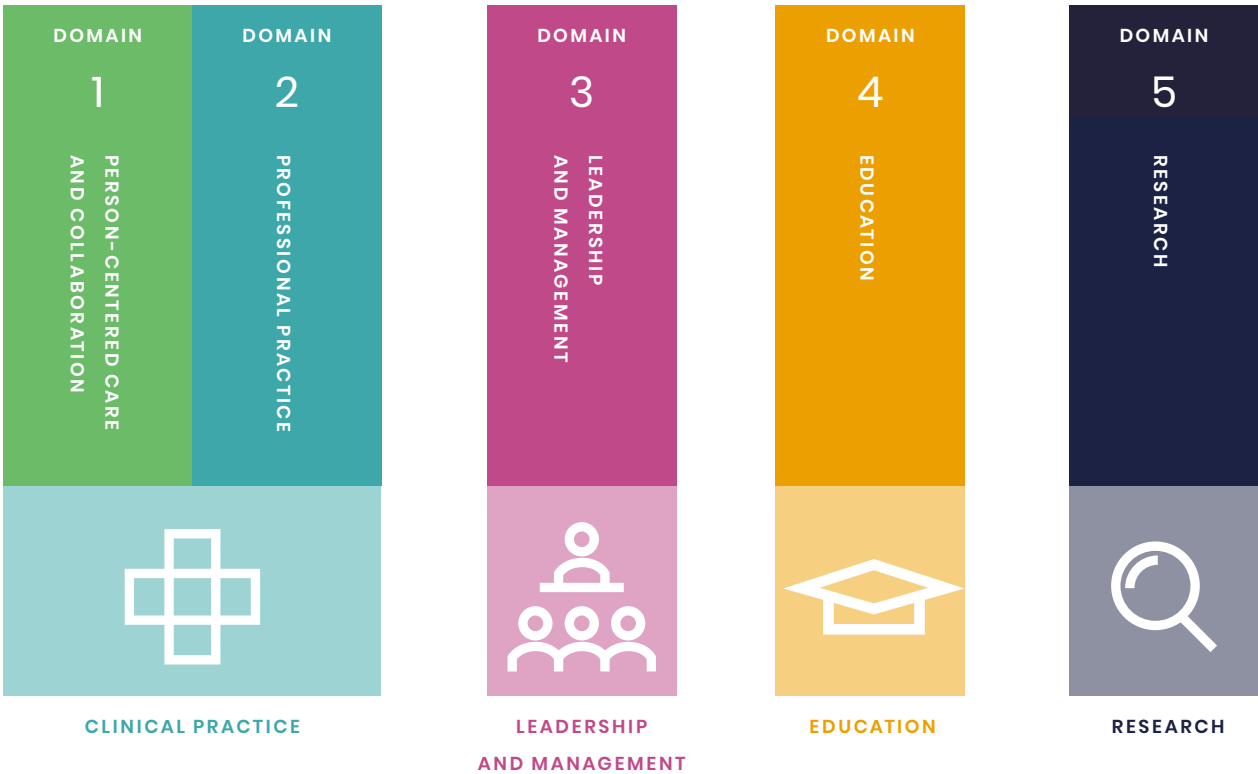 DOMAIN
1
PERSON-CENTERED CARE
AND COLLABORATION
DOMAIN
2
PROFESSIONAL PRACTICE
CLINICAL PRACTICE
DOMAIN
3
LEADERSHIP
AND MANAGEMENT
LEADERSHIP
AND MANAGEMENT
DOMAIN
4
EDUCATION
EDUCATION
DOMAIN
5
RESEARCH
RESEARCH